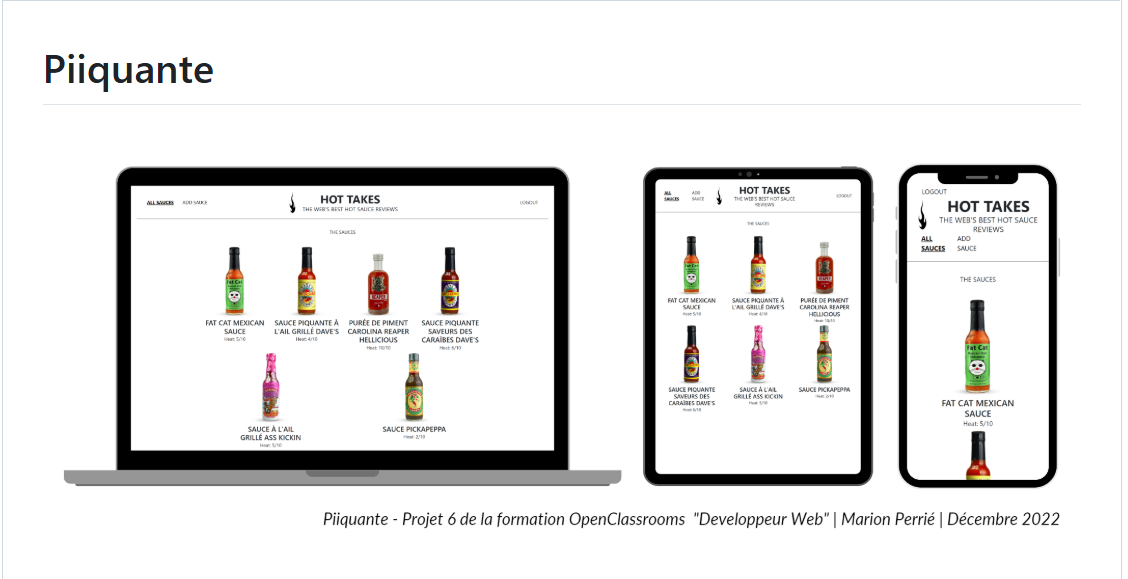 Piiquante
ALL SAUCES ADD SAUCE
HOT TAKES
THE WEB'S BEST HOT SAUCE REVIEWS
LOGOUT
THE SAUCES
Fat Cat
REAPER
FAT CAT MEXICAN
SAUCE
Heat: 5/10
SAUCE PIQUANTE À
L'AIL GRILLÉ DAVE'S
Heat: 4/10
PURÉE DE PIMENT
CAROLINA REAPER
HELLICIOUS
Heat: 10/10
SAUCE PIQUANTE
SAVEURS DES
CARAÏBES DAVE'S
Heat: 6/10
SAUCE À L'AIL
GRILLÉ ASS KICKIN
Heat: 5/10
SAUCE PICKAPEPPA
Heat: 2/10
ALL
SAUCES
ADD
SAUCE
HOT TAKES
THE WEB'S BEST HOT SAUCE
REVIEWS
LOGOUT
THE SAUCES
FAT CAT MEXICAN
SAUCE
Heat: 5/10
SAUCE PIQUANTE À
L'AIL GRILLÉ DAVE'S
Heat: 4/10
PURÉE DE PIMENT
CAROLINA REAPER
HELLICIOUS
Heat: 10/10
SAUCE PIQUANTE
SAVEURS DES
CARAÏBES DAVE'S
Heat: 6/10
SAUCE À L'AIL
GRILLÉ ASS KICKIN
Heat: 5/10
SAUCE PICKAPEPPA
Heat: 2/10
LOGOUT
HOT TAKES
THE WEB'S BEST HOT SAUCE
REVIEWS
ALL
SAUCES
ADD
SAUCE
THE SAUCES
Fat Cat
FAT CAT MEXICAN
SAUCE
Heat: 5/10
Piiquante - Projet 6 de la formation OpenClassrooms "Developpeur Web" | Marion Perrié | Décembre 2022